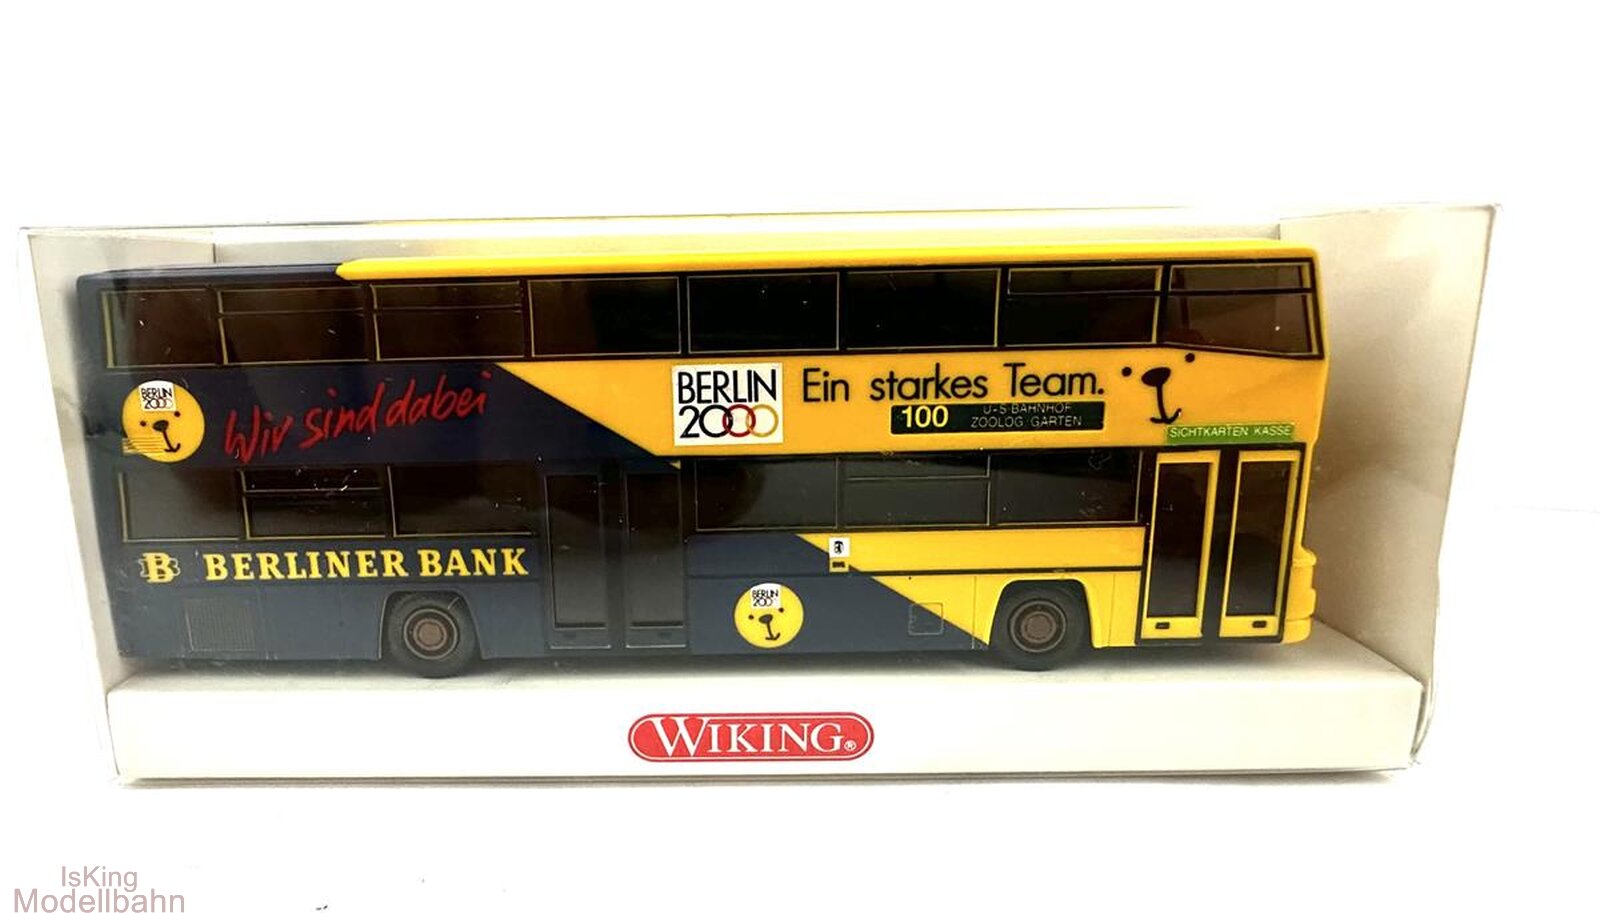 BERLIN
2000
Wir sind dabei
BERLIN
2000
Ein starkes Team.
100 U+S-BAHNHOF
ZOOLOG. GARTEN
SICHTKARTEN KASSE
B BERLINER BANK
BERLIN
2000
WIKING®
IsKing
Modellbahn